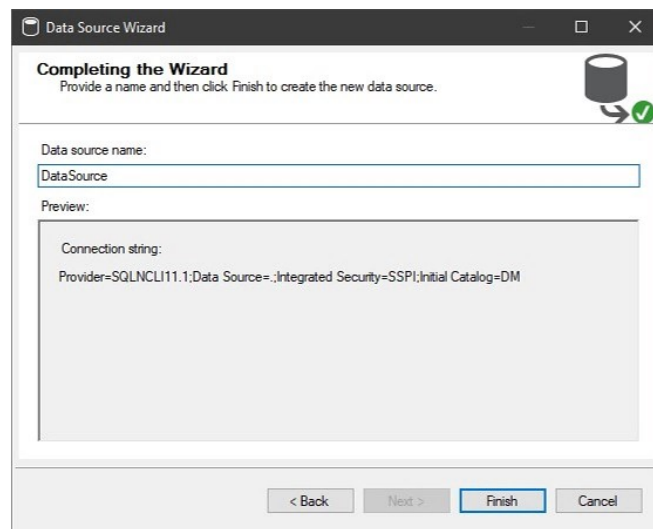 Data Source Wizard
Completing the Wizard
Provide a name and then click Finish to create the new data source.
Data source name:
DataSource
Preview:
Connection string:
Provider=SQLNCLI11.1;Data Source=.;Integrated Security=SSPI;Initial Catalog=DM
< Back Next > Finish Cancel